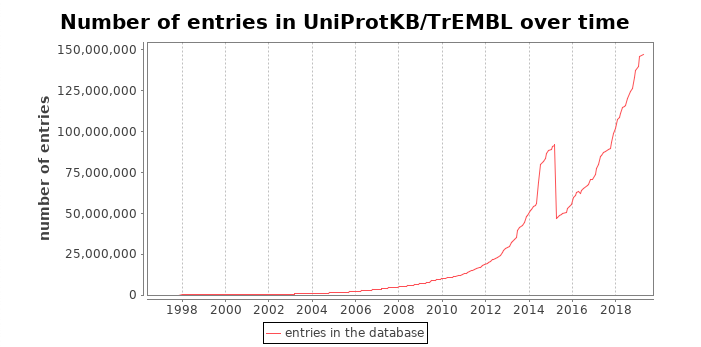 Number of entries in UniProtKB/TrEMBL over time
number of entries
150,000,000
125,000,000
100,000,000
75,000,000
50,000,000
25,000,000
0
1998 2000 2002 2004 2006 2008 2010 2012 2014 2016 2018
entries in the database